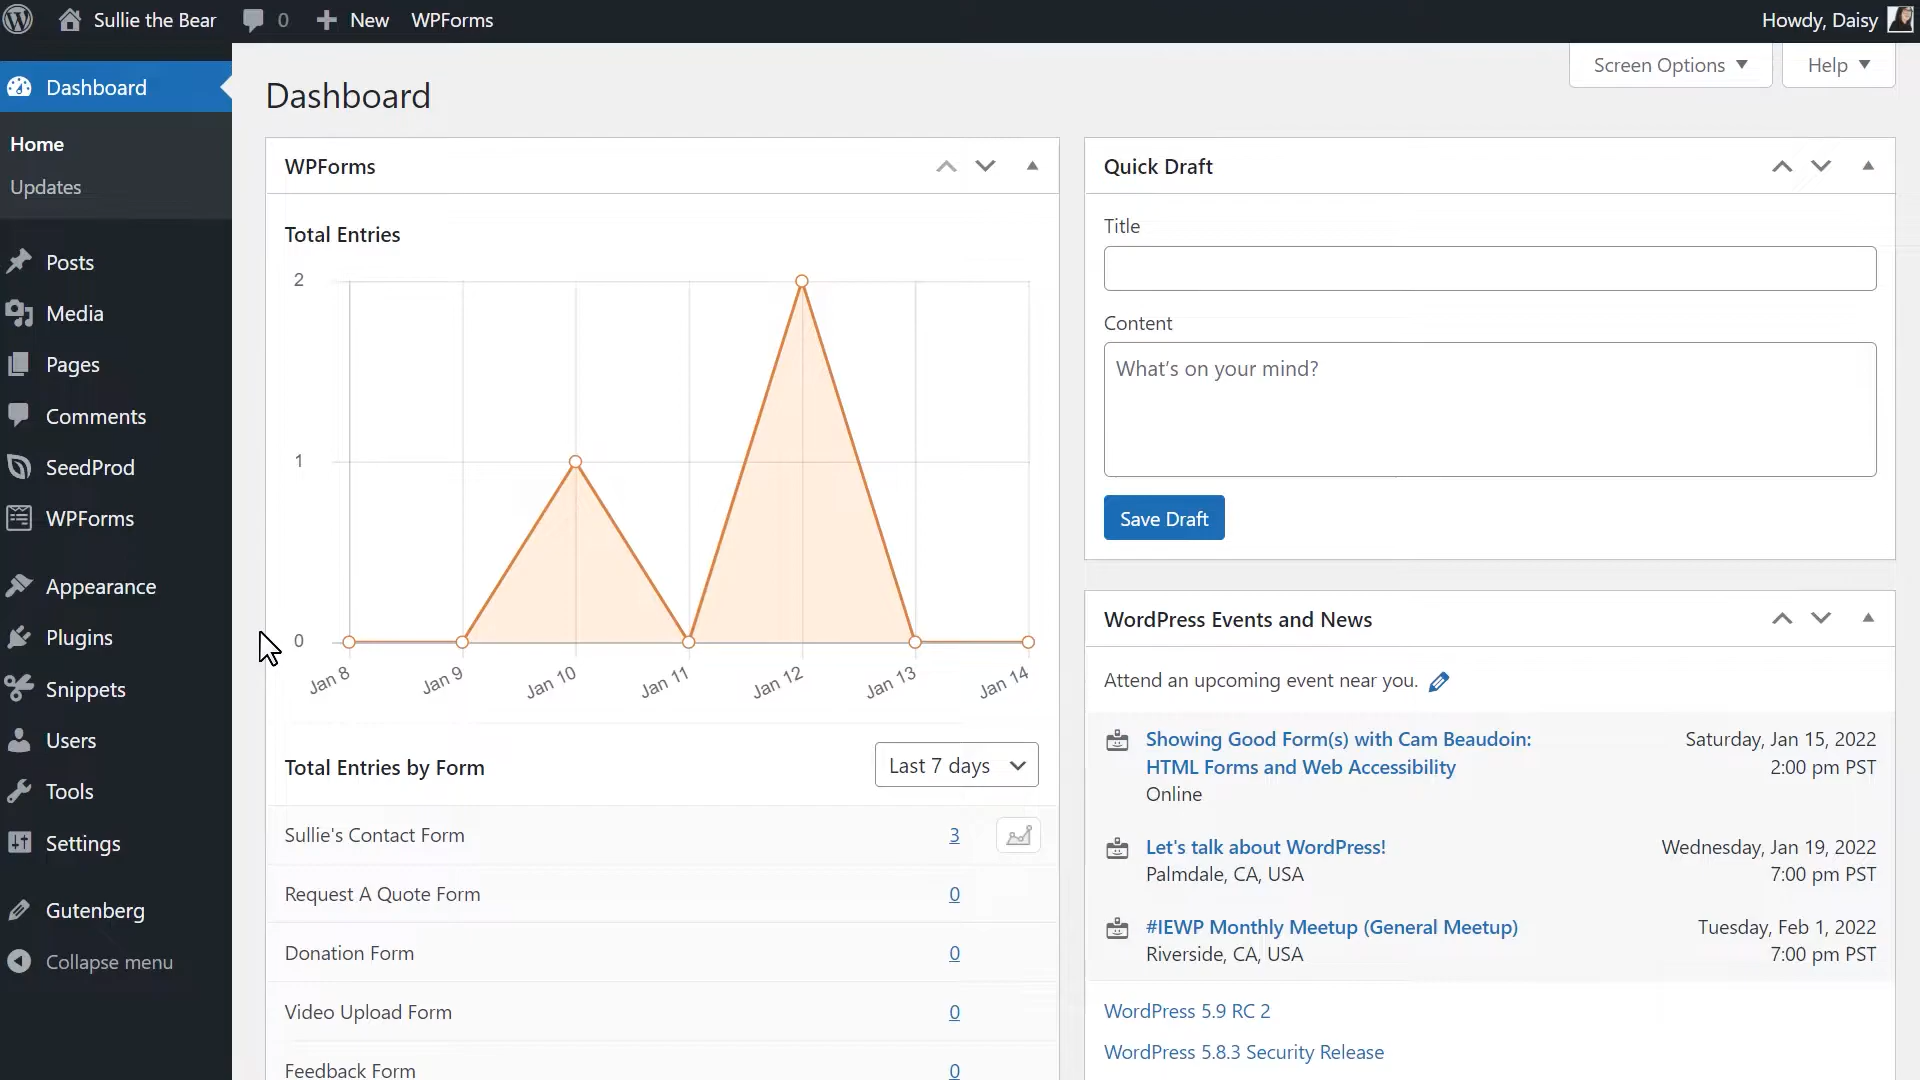 Sullie the Bear 0 New WPForms Howdy, Daisy
Screen Options Help
Dashboard
Home
Updates
Posts
Media
Pages
Comments
SeedProd
WPForms
Appearance
Plugins
Snippets
Users
Tools
Settings
Gutenberg
Collapse menu
Dashboard
WPForms
Total Entries
2
1
0
Jan 8 Jan 9 Jan 10 Jan 11 Jan 12 Jan 13 Jan 14
Total Entries by Form Last 7 days
Sullie's Contact Form 3
Request A Quote Form 0
Donation Form 0
Video Upload Form 0
Feedback Form 0
Quick Draft
Title
Content
What's on your mind?
Save Draft
WordPress Events and News
Attend an upcoming event near you.
Showing Good Form(s) with Cam Beaudoin: Saturday, Jan 15, 2022
HTML Forms and Web Accessibility 2:00 pm PST
Online
Let's talk about WordPress! Wednesday, Jan 19, 2022
Palmdale, CA, USA 7:00 pm PST
#IEWP Monthly Meetup (General Meetup) Tuesday, Feb 1, 2022
Riverside, CA, USA 7:00 pm PST
WordPress 5.9 RC 2
WordPress 5.8.3 Security Release